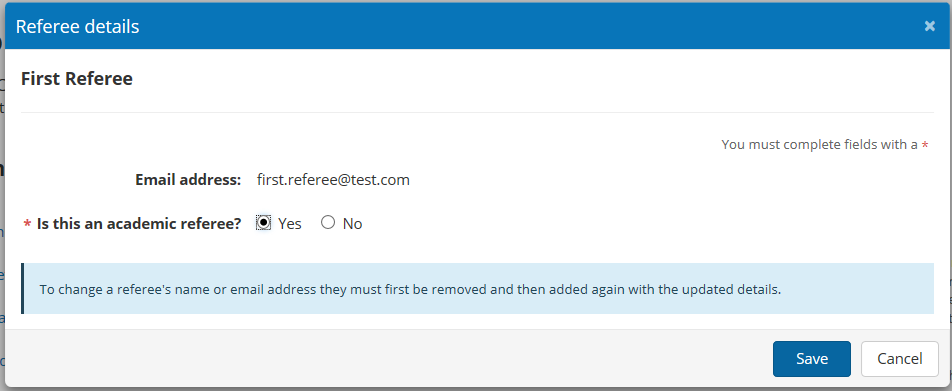 Referee details
First Referee
You must complete fields with a *
Email address: first.referee@test.com
* Is this an academic referee? Yes No
To change a referee's name or email address they must first be removed and then added again with the updated details.
Save Cancel